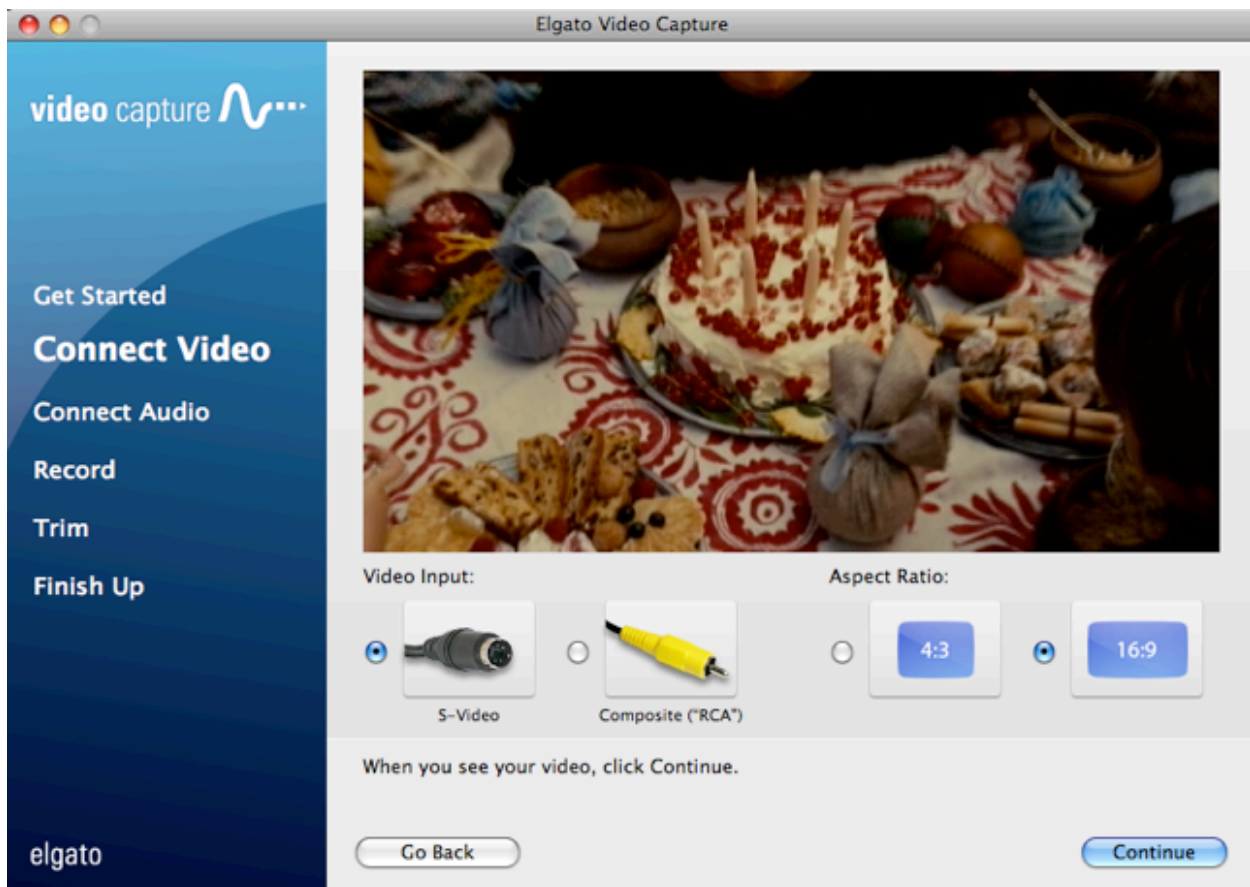 Elgato Video Capture
video capture
Get Started
Connect Video
Connect Audio
Record
Trim
Finish Up
elgato
Video Input:
S-Video
Composite ("RCA")
Aspect Ratio:
4:3
16:9
When you see your video, click Continue.
Go Back
Continue